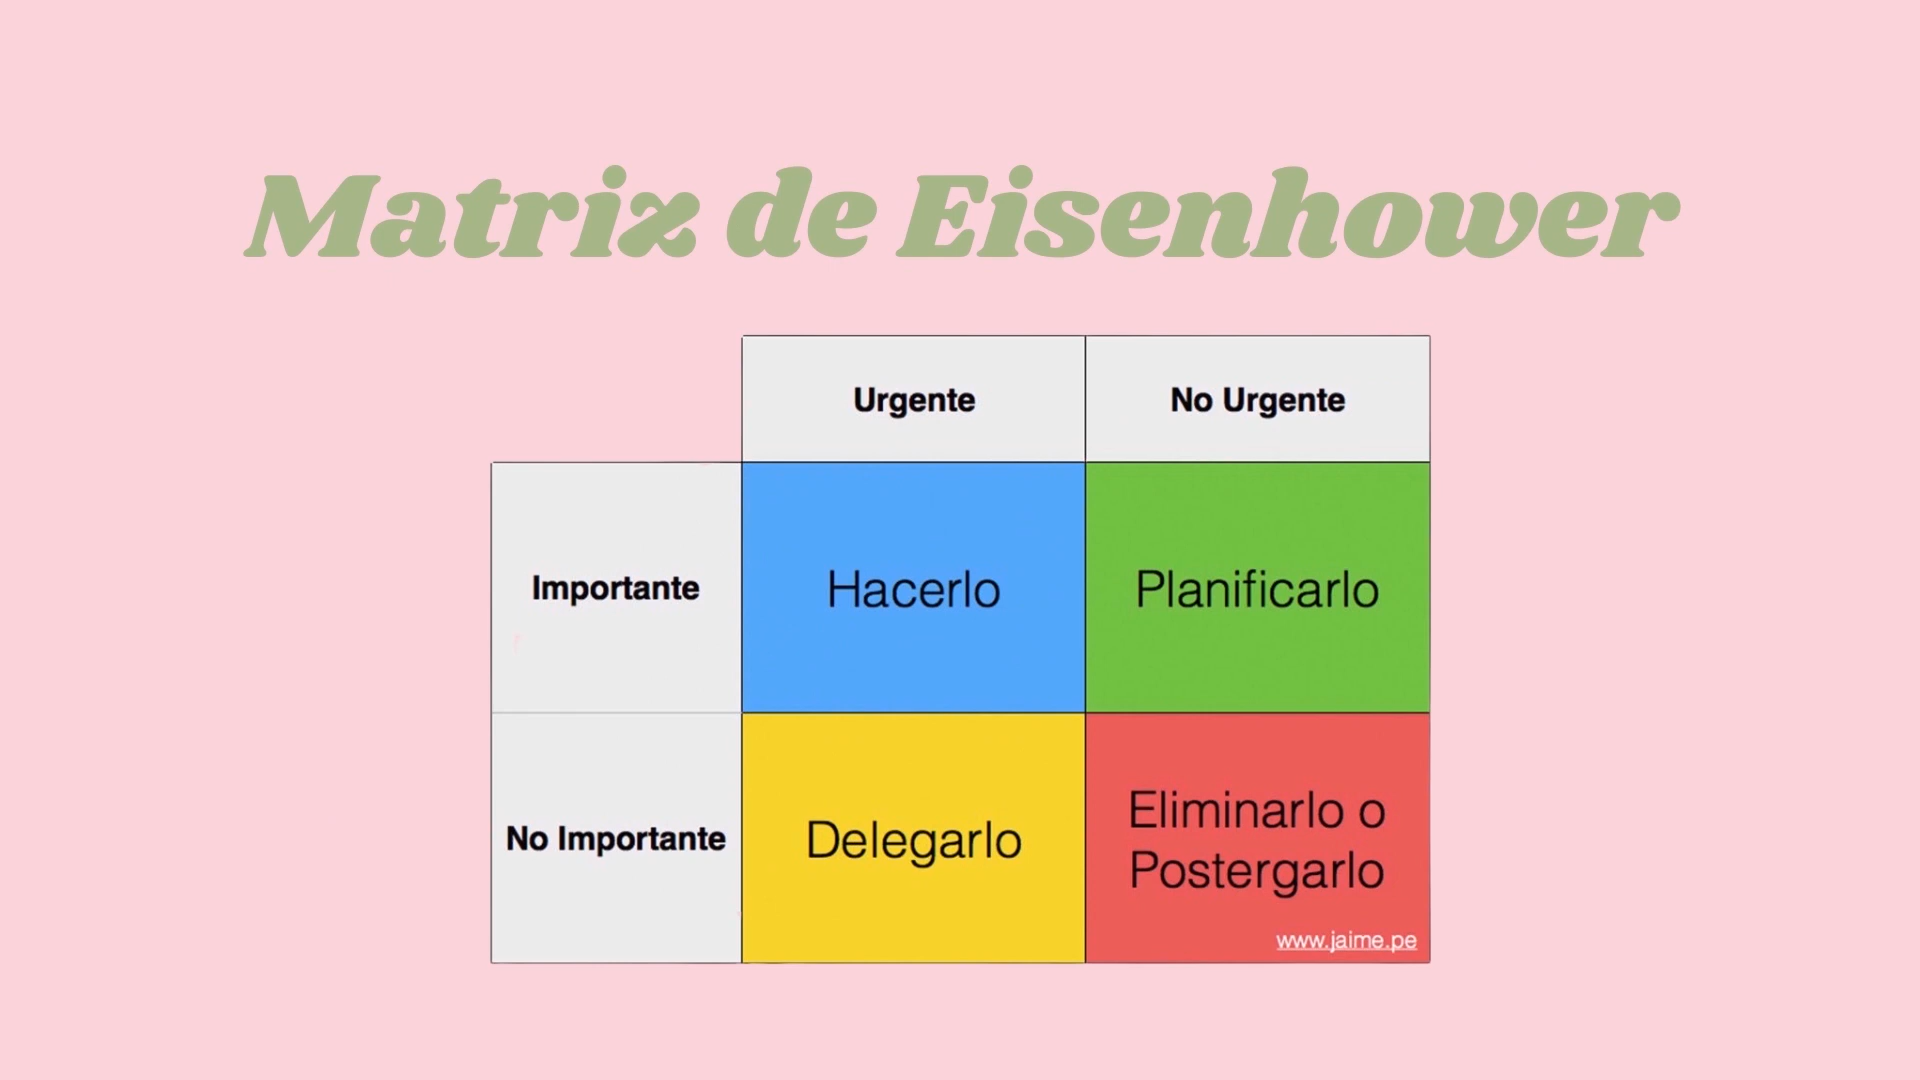 Matriz de Eisenhower
Urgente
No Urgente
Importante
Hacerlo
Planificarlo
No Importante
Delegarlo
Eliminarlo o
Postergarlo
www.jaime.pe